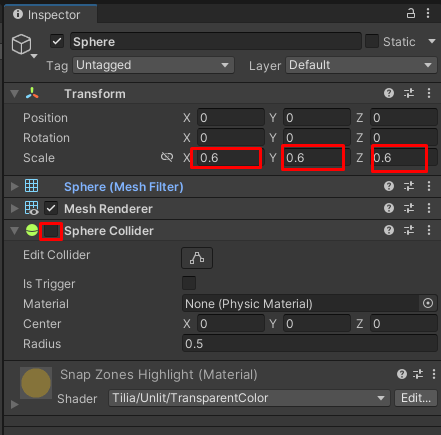 Inspector
Sphere Static
Tag Untagged Layer Default
Transform
Position X 0 Y 0 Z 0
Rotation X 0 Y 0 Z 0
Scale X 0.6 Y 0.6 Z 0.6
Sphere (Mesh Filter)
Mesh Renderer
Sphere Collider
Edit Collider
Is Trigger
Material None (Physic Material)
Center X 0 Y 0 Z 0
Radius 0.5
Snap Zones Highlight (Material)
Shader Tilia/Unlit/TransparentColor Edit...